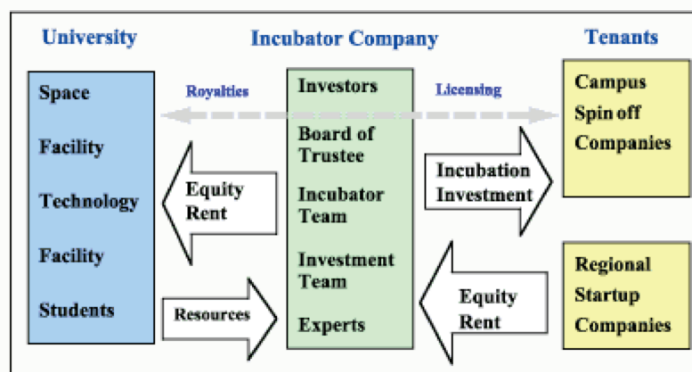 University
Incubator Company
Tenants
Space
Facility
Technology
Facility
Students
Royalties
Licensing
Equity
Rent
Resources
Investors
Board of
Trustee
Incubator
Team
Investment
Team
Experts
Incubation
Investment
Equity
Rent
Campus
Spin off
Companies
Regional
Startup
Companies